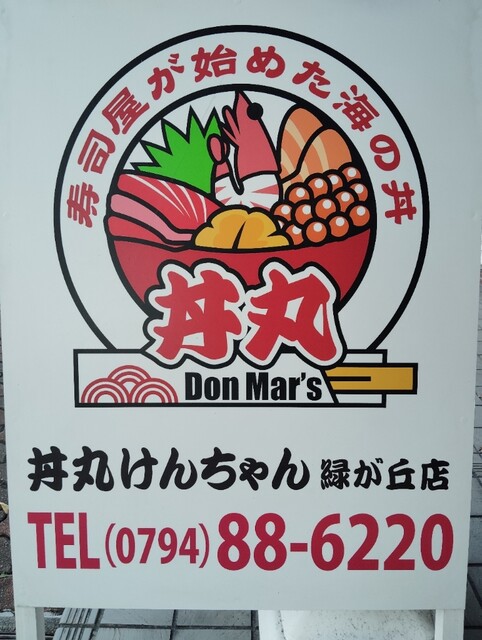 寿司屋が始めた海の丼
丼丸
Don Mar's
丼丸けんちゃん 緑が丘店
TEL(0794)88-6220